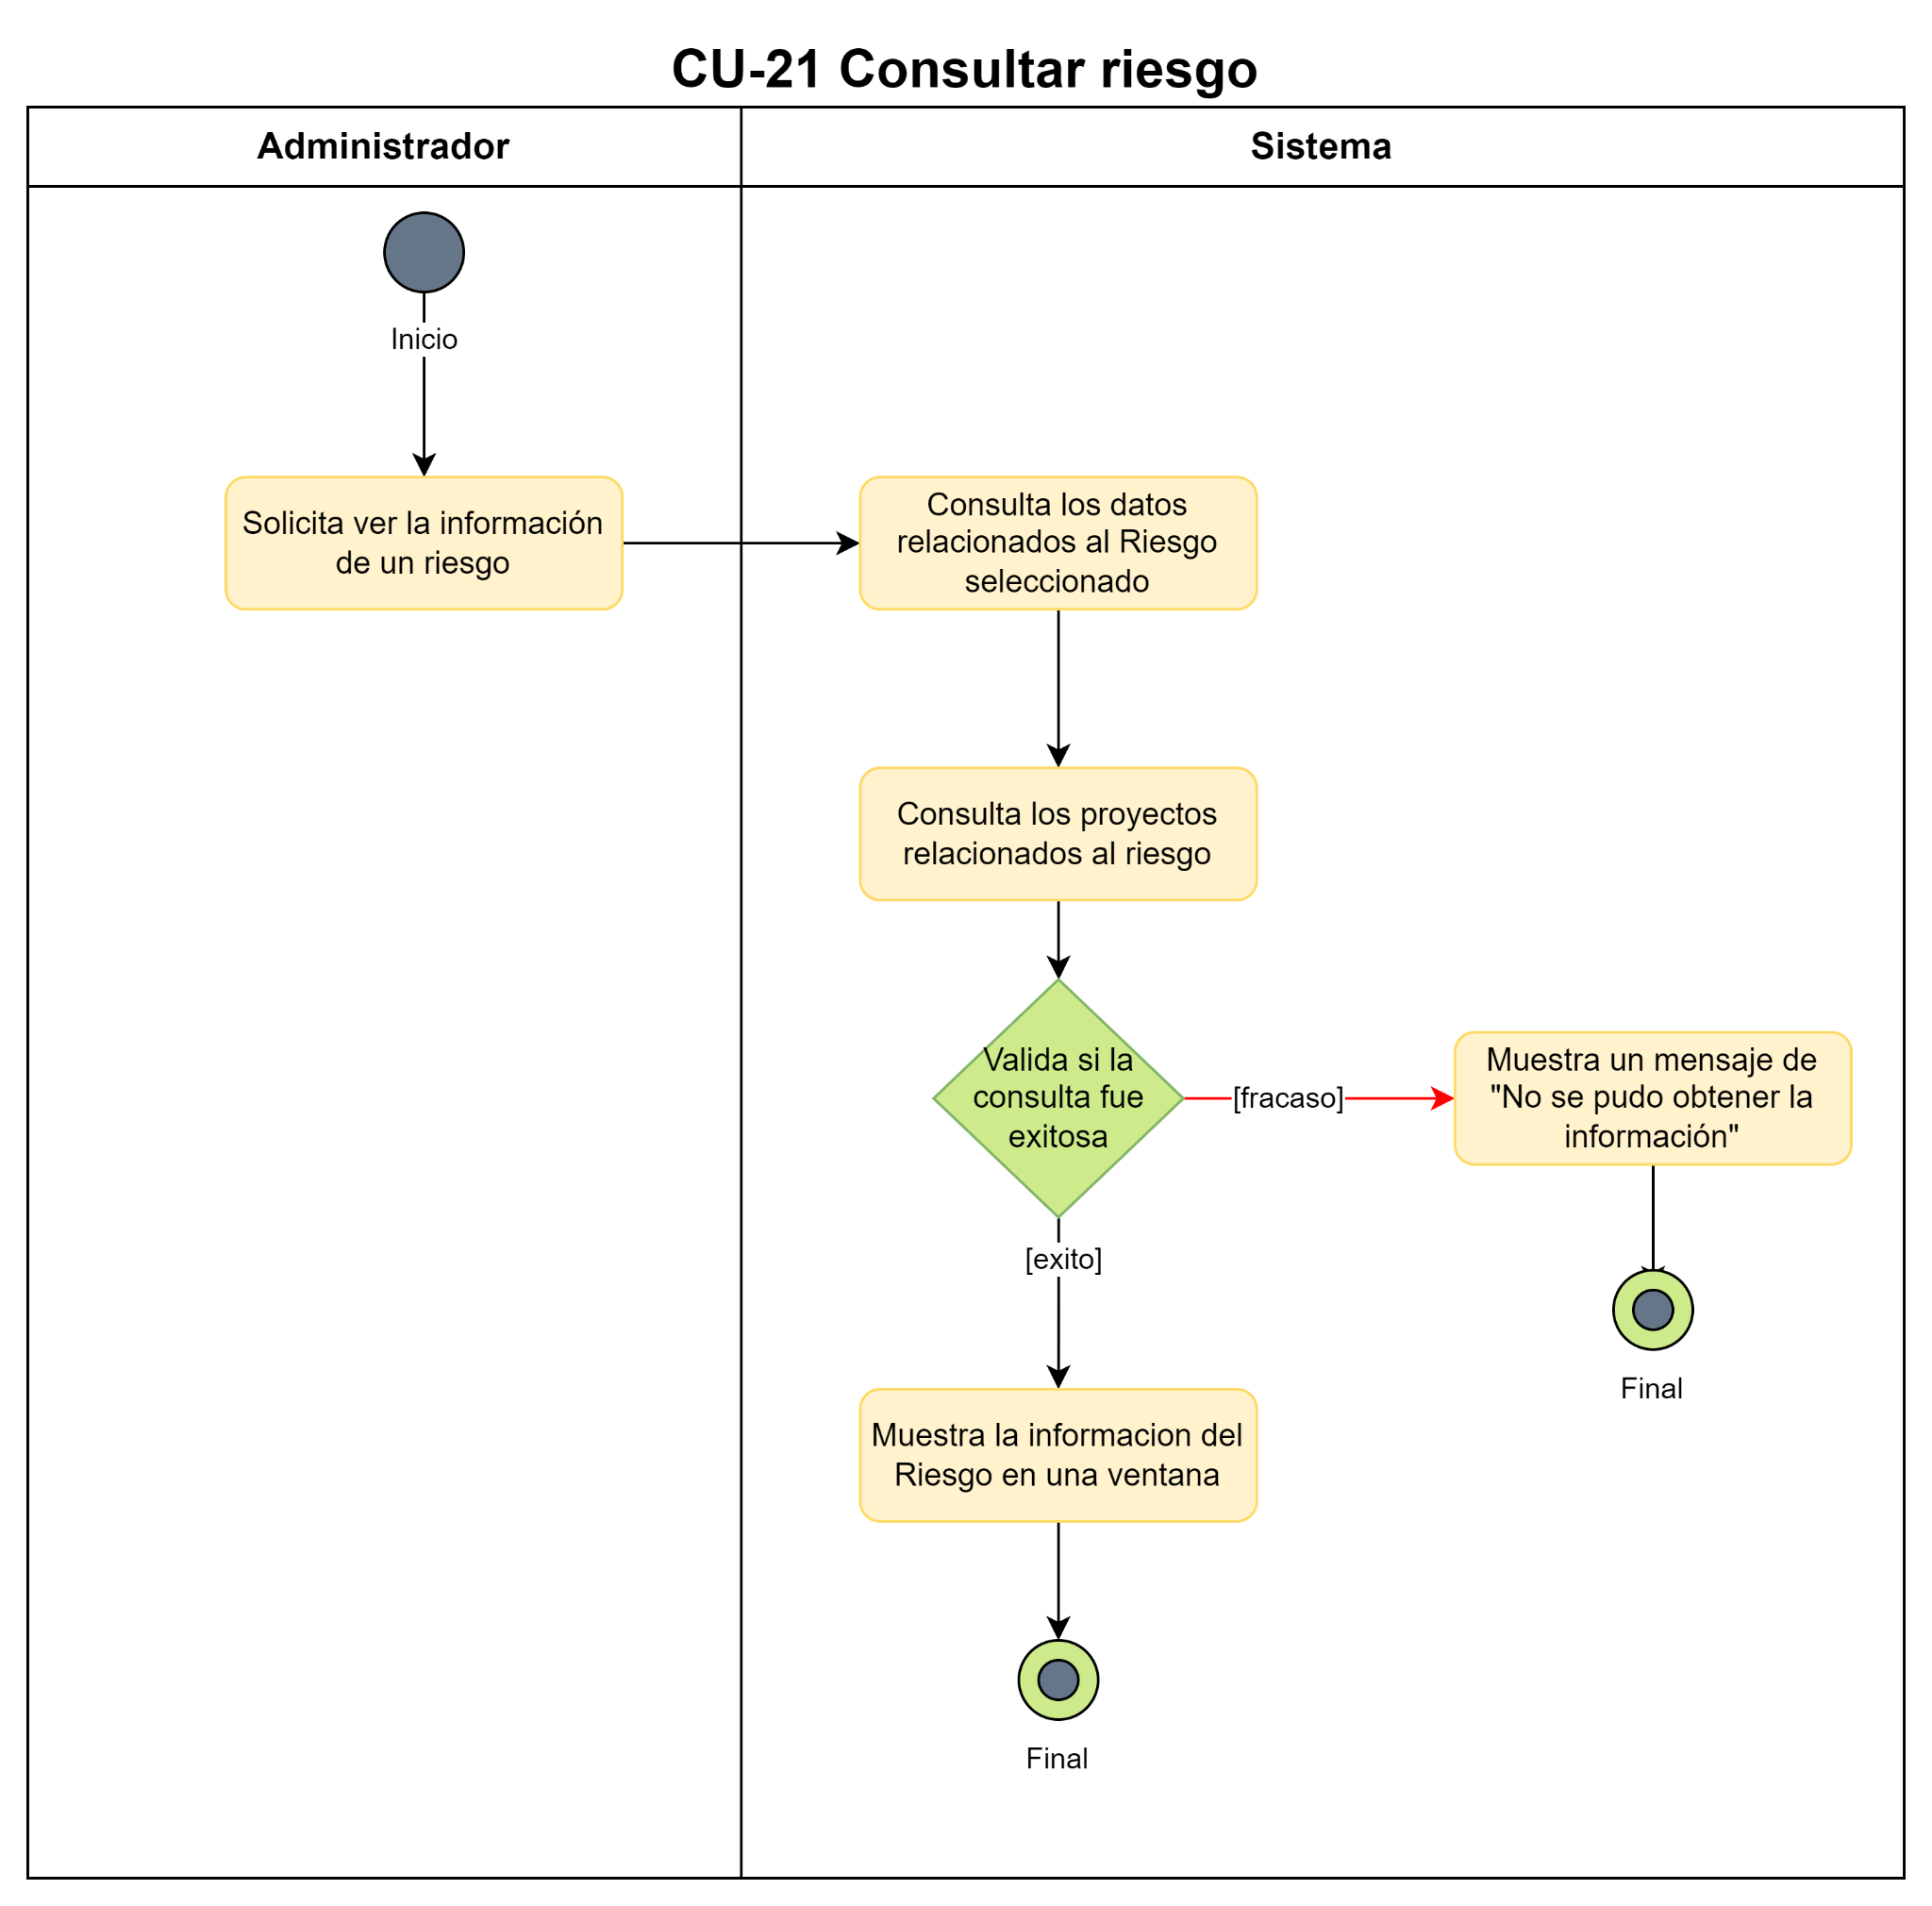 CU-21 Consultar riesgo
Administrador
Sistema
Inicio
Solicita ver la información
de un riesgo
Consulta los datos
relacionados al Riesgo
seleccionado
Consulta los proyectos
relacionados al riesgo
Valida si la
consulta fue
exitosa
[fracaso]
Muestra un mensaje de
"No se pudo obtener la
información"
[exito]
Final
Muestra la informacion del
Riesgo en una ventana
Final